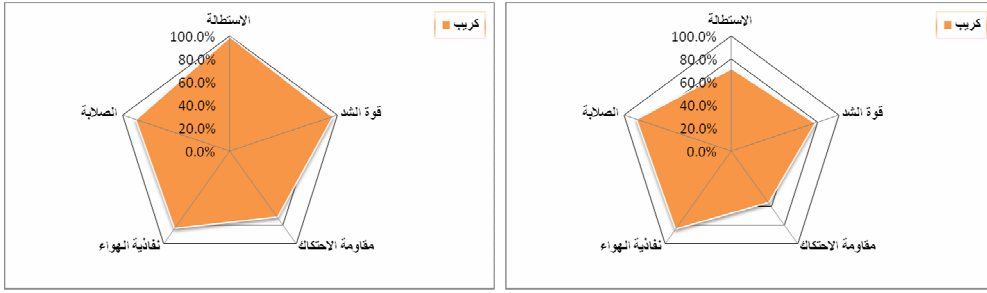 الاستطالة
كريب
100.0%
80.0%
60.0%
40.0%
20.0%
0.0%
قوة الشد
الصلابة
مقاومة الاحتكاك
نفاذية الهواء
الاستطالة
كريب
100.0%
80.0%
60.0%
40.0%
20.0%
0.0%
قوة الشد
الصلابة
مقاومة الاحتكاك
نفاذية الهواء